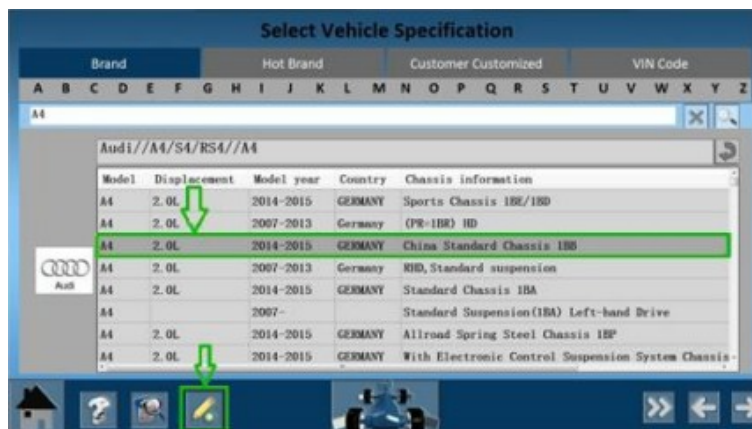 Select Vehicle Specification
Brand Hot Brand Customer Customized VIN Code
A B C D E F G H I J K L M N O P Q R S T U V W X Y Z
A4
Audi//A4/S4/RS4//A4
Model Displacement Model year Country Chassis information
A4 2.0L 2014-2015 GERMANY Sports Chassis 1BE/1BD
A4 2.0L 2007-2013 Germany (PR-1BR) HD
A4 2.0L 2014-2015 GERMANY China Standard Chassis 1BB
A4 2.0L 2007-2013 Germany RHD, Standard suspension
A4 2.0L 2014-2015 GERMANY Standard Chassis 1BA
A4 2007- Standard Suspension(1BA) Left-hand Drive
A4 2.0L 2014-2015 GERMANY Allroad Spring Steel Chassis 1BP
A4 2.0L 2014-2015 GERMANY With Electronic Control Suspension System Chassis-
Audi